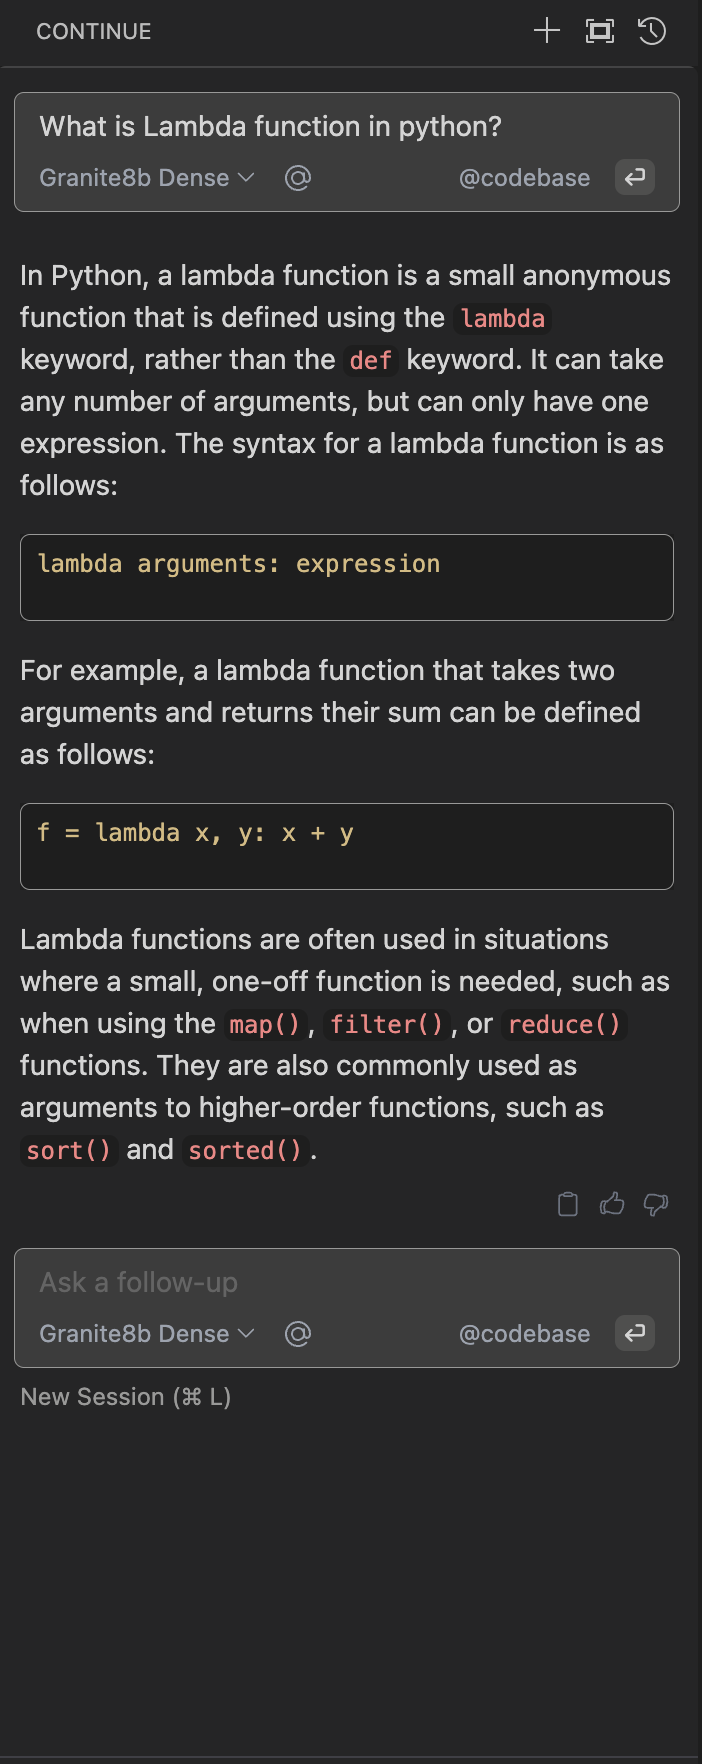 CONTINUE
What is Lambda function in python?
Granite8b Dense @codebase
In Python, a lambda function is a small anonymous
function that is defined using the lambda
keyword, rather than the def keyword. It can take
any number of arguments, but can only have one
expression. The syntax for a lambda function is as
follows:
lambda arguments: expression
For example, a lambda function that takes two
arguments and returns their sum can be defined
as follows:
f = lambda x, y: x + y
Lambda functions are often used in situations
where a small, one-off function is needed, such as
when using the map(), filter(), or reduce()
functions. They are also commonly used as
arguments to higher-order functions, such as
sort() and sorted().
Ask a follow-up
Granite8b Dense @codebase
New Session (⌘ L)